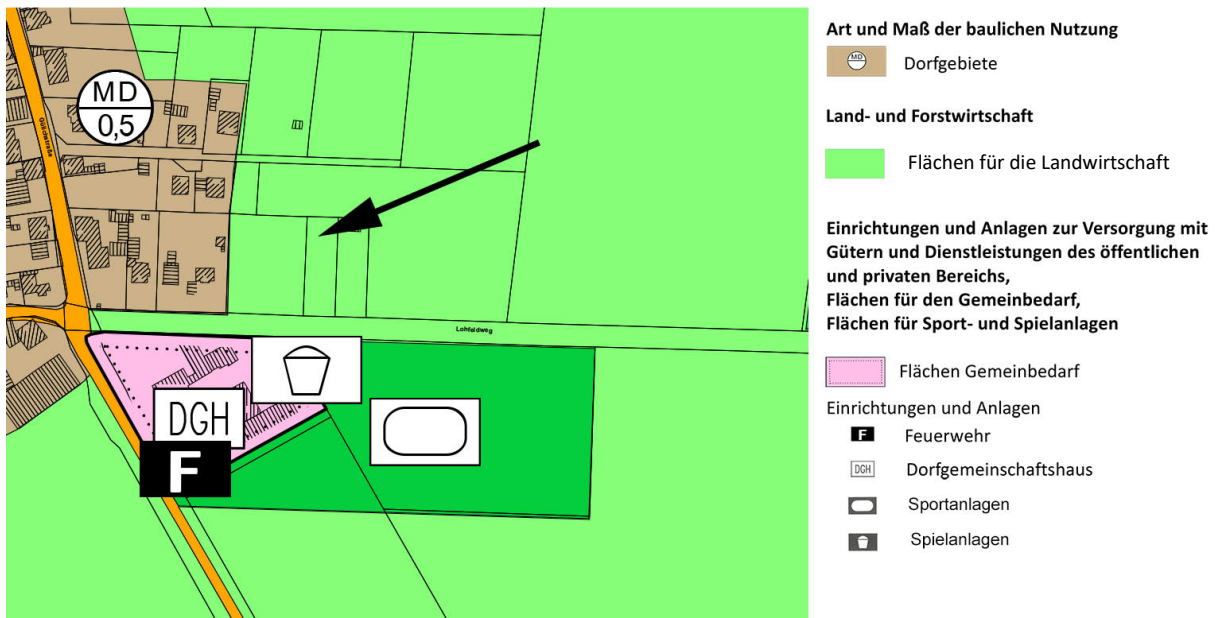 MD
0,5
Gülichstraße
Lohfeldweg
DGH
F
Art und Maß der baulichen Nutzung
MD
Dorfgebiete
Land- und Forstwirtschaft
Flächen für die Landwirtschaft
Einrichtungen und Anlagen zur Versorgung mit
Gütern und Dienstleistungen des öffentlichen
und privaten Bereichs,
Flächen für den Gemeinbedarf,
Flächen für Sport- und Spielanlagen
Flächen Gemeinbedarf
Einrichtungen und Anlagen
F Feuerwehr
DGH Dorfgemeinschaftshaus
Sportanlagen
Spielanlagen